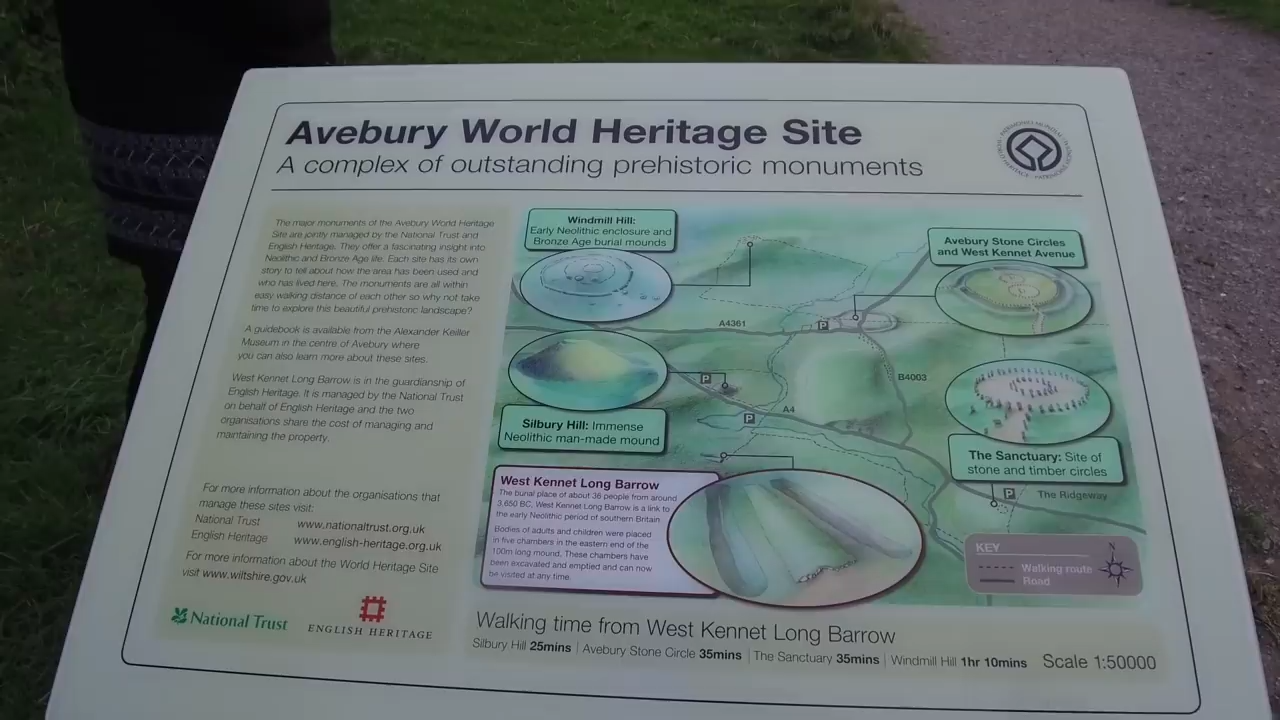 Avebury World Heritage Site
A complex of outstanding prehistoric monuments
The major monuments of the Avebury World Heritage
Site are jointly managed by the National Trust and
English Heritage. They offer a fascinating insight into
Neolithic and Bronze Age life. Each site has its own
story to tell about how the area has been used and
who has lived here. The monuments are all within
easy walking distance of each other so why not take
time to explore this beautiful prehistoric landscape?
A guidebook is available from the Alexander Keiller
Museum in the centre of Avebury where
you can also learn more about these sites.
West Kennet Long Barrow is in the guardianship of
English Heritage. It is managed by the National Trust
on behalf of English Heritage and the two
organisations share the cost of managing and
maintaining the property.
For more information about the organisations that
manage these sites visit:
National Trust www.nationaltrust.org.uk
English Heritage www.english-heritage.org.uk
For more information about the World Heritage Site
visit www.wiltshire.gov.uk
National Trust
ENGLISH HERITAGE
Windmill Hill:
Early Neolithic enclosure and
Bronze Age burial mounds
Avebury Stone Circles
and West Kennet Avenue
A4361
P
B4003
P
P
A4
Silbury Hill: Immense
Neolithic man-made mound
The Sanctuary: Site of
stone and timber circles
P
The Ridgeway
West Kennet Long Barrow
The burial place of about 36 people from around
3,650 BC, West Kennet Long Barrow is a link to
the early Neolithic period of southern Britain
Bodies of adults and children were placed
in five chambers in the eastern end of the
100m long mound. These chambers have
been excavated and emptied and can now
be visited at any time.
KEY
N
Walking route
Road
Walking time from West Kennet Long Barrow
Silbury Hill 25mins | Avebury Stone Circle 35mins | The Sanctuary 35mins | Windmill Hill 1hr 10mins
Scale 1:50000